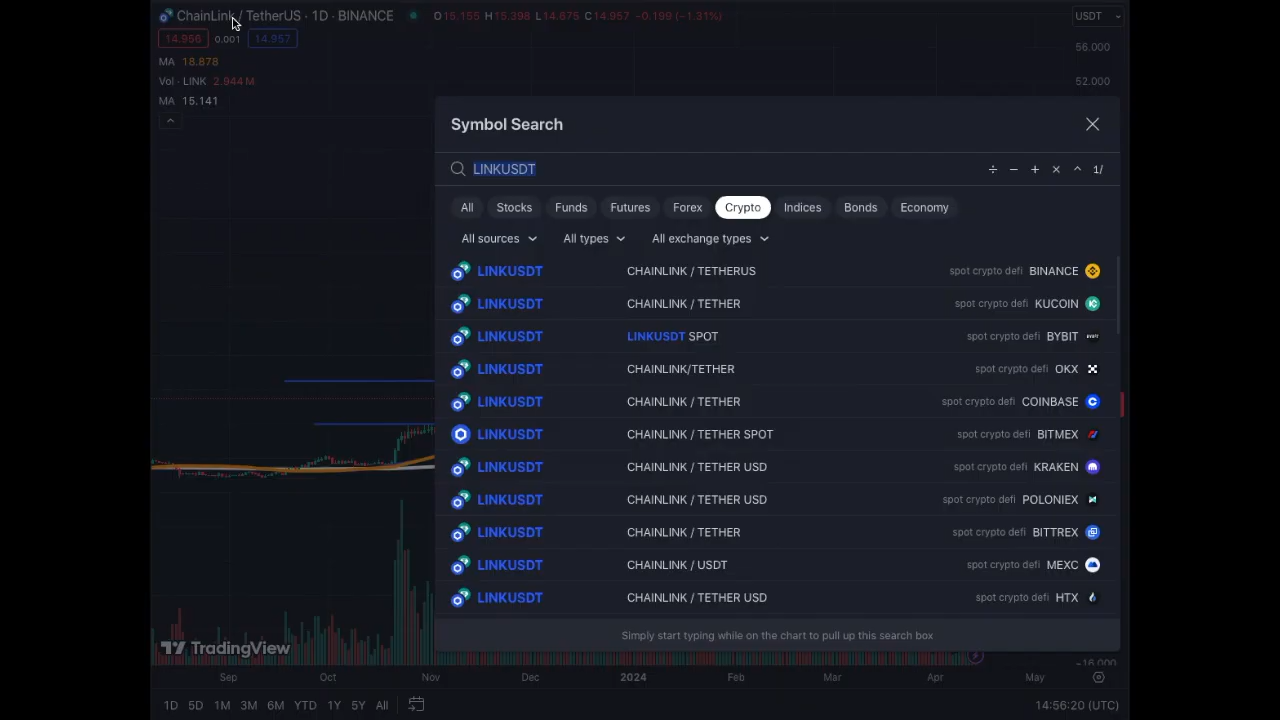 ChainLink / TetherUS · 1D · BINANCE O15.155 H15.398 L14.875 C14.957 -0.199 (-1.31%) USDT
14.956 0.001 14.957
56.000
MA 18.878
Vol · LINK 2.944 M
52.000
MA 15.141
Symbol Search
LINKUSDT ÷ − + × ^ 1/
All Stocks Funds Futures Forex Crypto Indices Bonds Economy
All sources All types All exchange types
LINKUSDT CHAINLINK / TETHERUS spot crypto defi BINANCE
LINKUSDT CHAINLINK / TETHER spot crypto defi KUCOIN
LINKUSDT LINKUSDT SPOT spot crypto defi BYBIT
LINKUSDT CHAINLINK/TETHER spot crypto defi OKX
LINKUSDT CHAINLINK / TETHER spot crypto defi COINBASE
LINKUSDT CHAINLINK / TETHER SPOT spot crypto defi BITMEX
LINKUSDT CHAINLINK / TETHER USD spot crypto defi KRAKEN
LINKUSDT CHAINLINK / TETHER USD spot crypto defi POLONIEX
LINKUSDT CHAINLINK / TETHER spot crypto defi BITTREX
LINKUSDT CHAINLINK / USDT spot crypto defi MEXC
LINKUSDT CHAINLINK / TETHER USD spot crypto defi HTX
Simply start typing while on the chart to pull up this search box
TradingView
-16.000
Sep Oct Nov Dec 2024 Feb Mar Apr May
1D 5D 1M 3M 6M YTD 1Y 5Y All 14:56:20 (UTC)